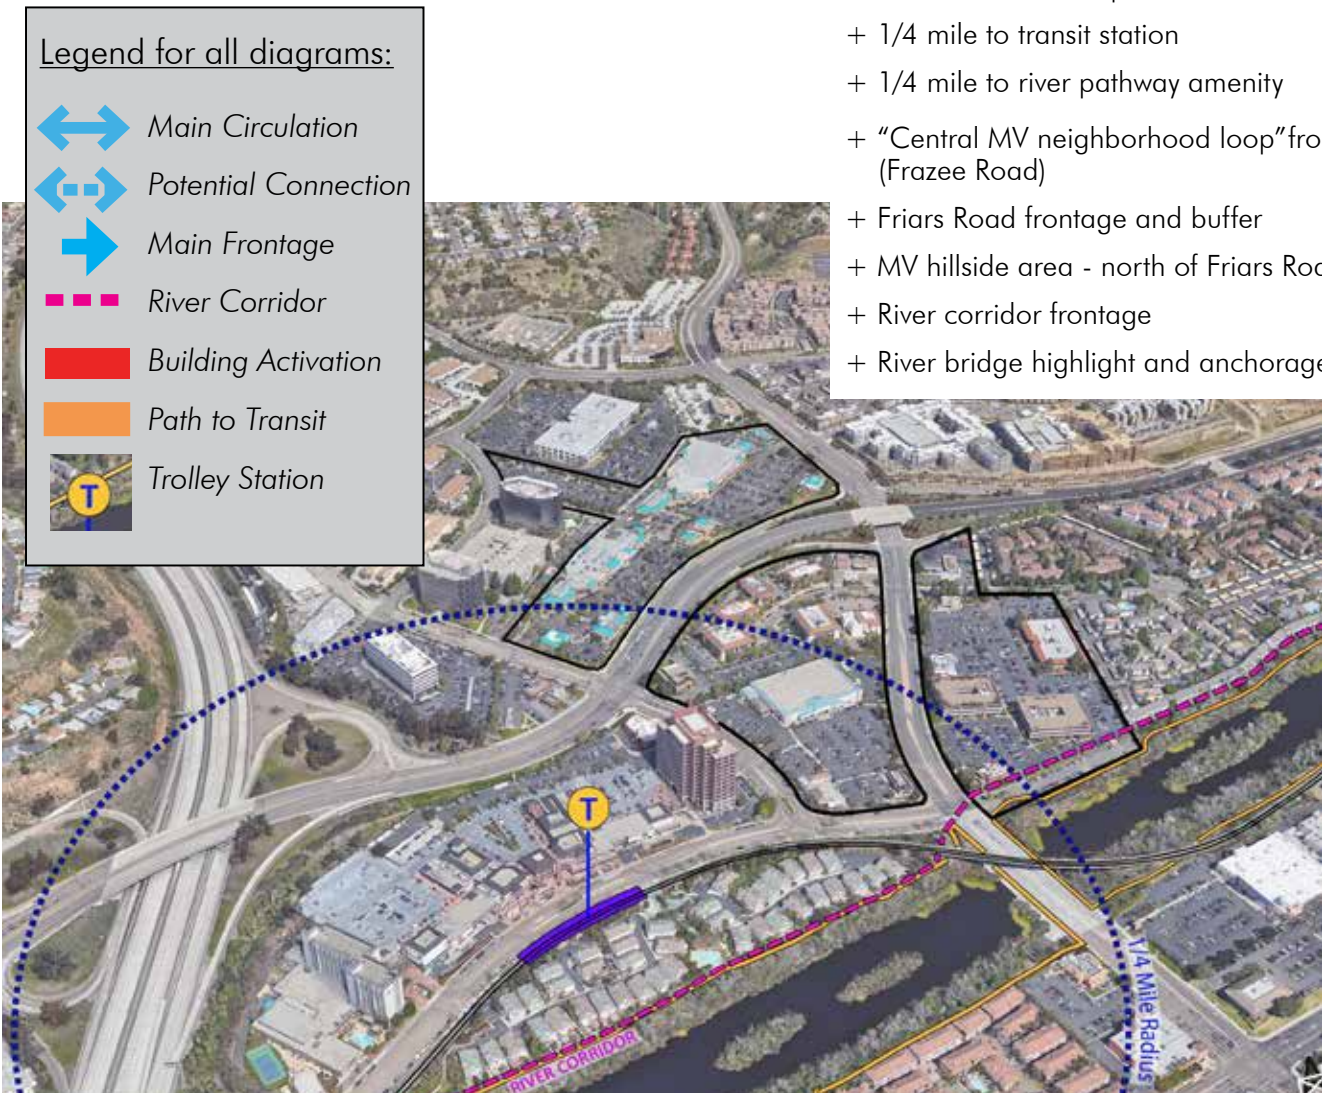 Legend for all diagrams:
Main Circulation
Potential Connection
Main Frontage
River Corridor
Building Activation
Path to Transit
T
Trolley Station
+ 1/4 mile to transit station
+ 1/4 mile to river pathway amenity
+ “Central MV neighborhood loop”fro
(Frazee Road)
+ Friars Road frontage and buffer
+ MV hillside area - north of Friars Roa
+ River corridor frontage
+ River bridge highlight and anchorage
T
RIVER CORRIDOR
1/4 Mile Radius